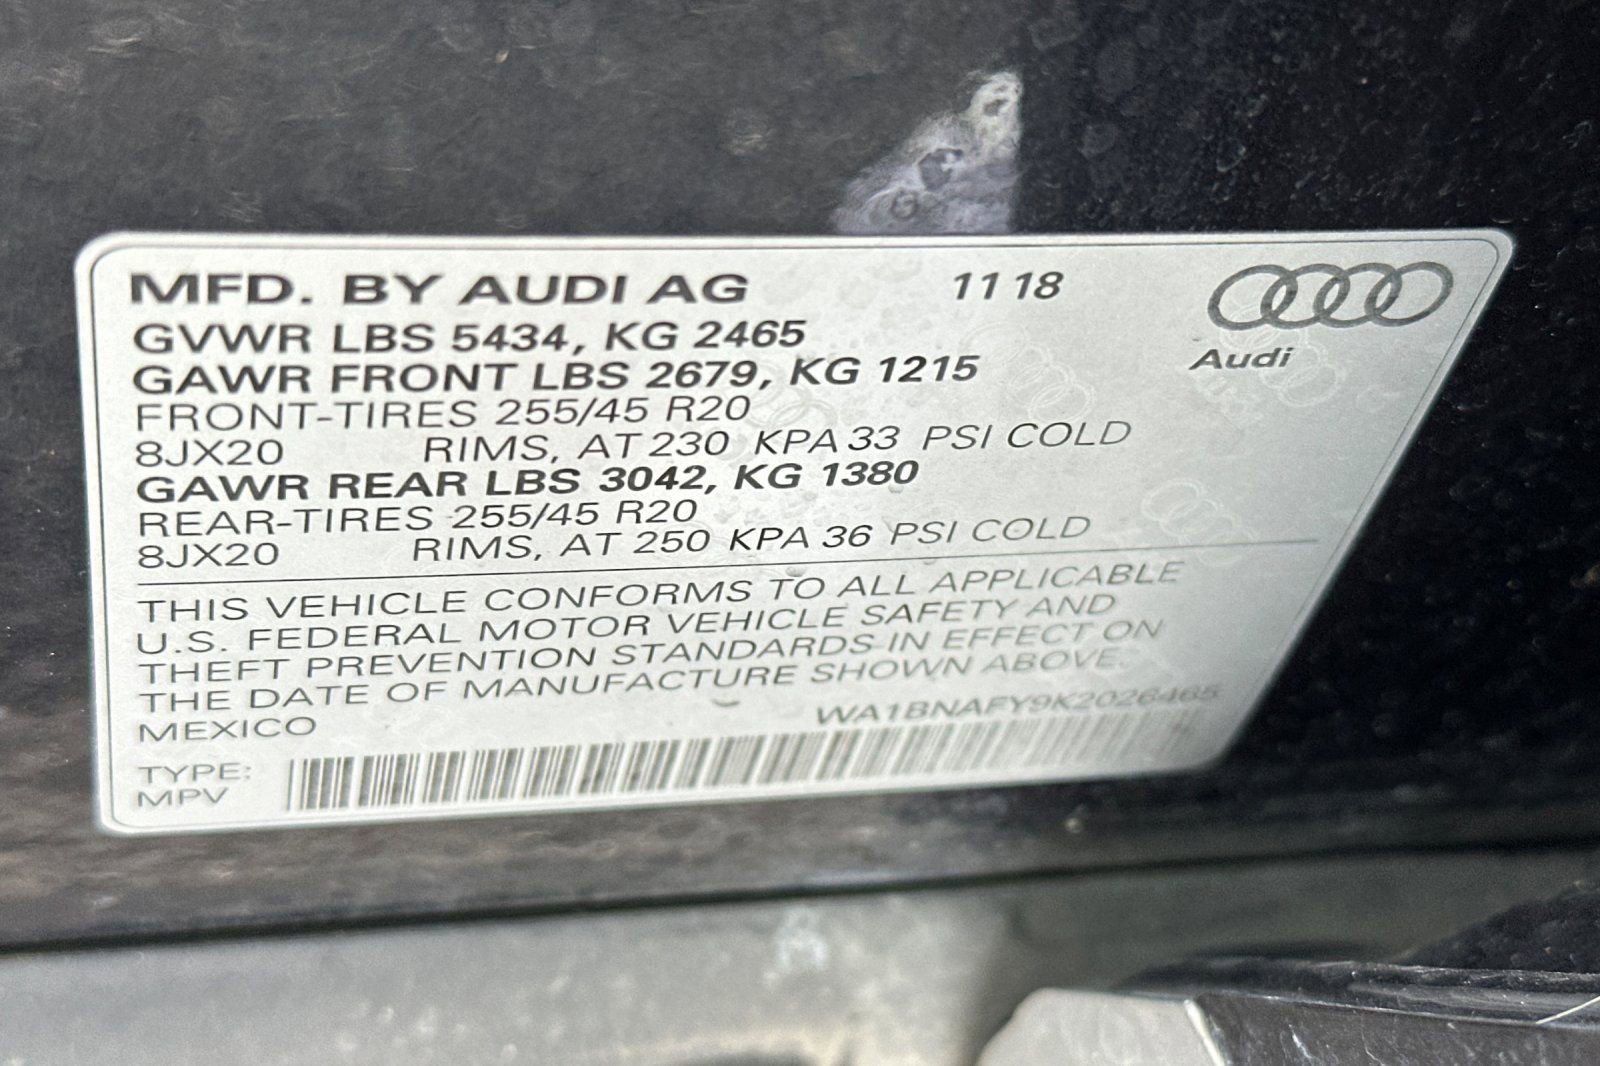 MFD. BY AUDI AG 11 18
GVWR LBS 5434, KG 2465
Audi
GAWR FRONT LBS 2679, KG 1215
FRONT-TIRES 255/45 R20
8JX20 RIMS, AT 230 KPA 33 PSI COLD
GAWR REAR LBS 3042, KG 1380
REAR-TIRES 255/45 R20
8JX20 RIMS, AT 250 KPA 36 PSI COLD
THIS VEHICLE CONFORMS TO ALL APPLICABLE
U.S. FEDERAL MOTOR VEHICLE SAFETY AND
THEFT PREVENTION STANDARDS IN EFFECT ON
THE DATE OF MANUFACTURE SHOWN ABOVE.
MEXICO WA1BNAFY9K2026465
TYPE:
MPV